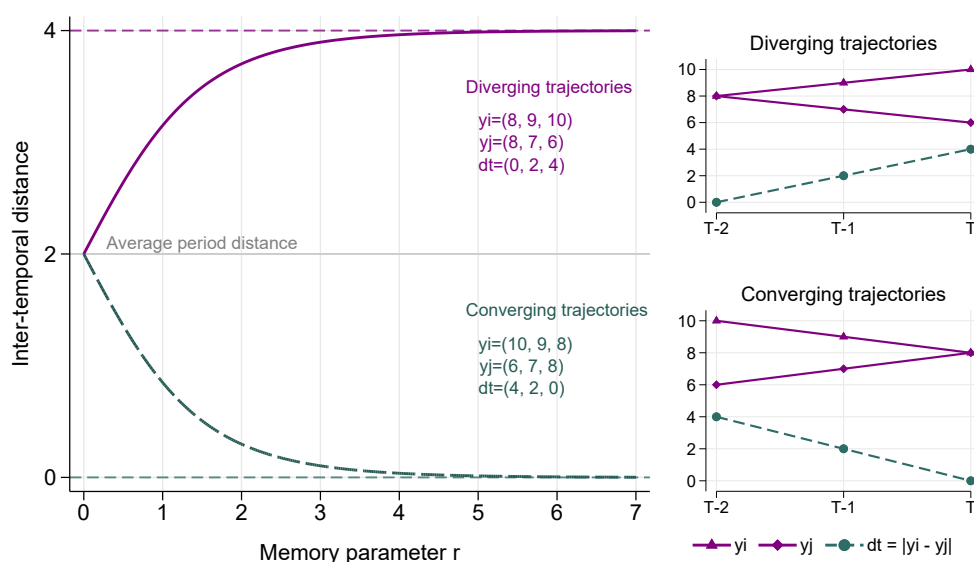 Inter-temporal distance
4
2
0
Diverging trajectories
yi=(8, 9, 10)
yj=(8, 7, 6)
dt=(0, 2, 4)
Average period distance
Converging trajectories
yi=(10, 9, 8)
yj=(6, 7, 8)
dt=(4, 2, 0)
0 1 2 3 4 5 6 7
Memory parameter r
Diverging trajectories
10
8
6
4
2
0
T-2 T-1 T
Converging trajectories
10
8
6
4
2
0
T-2 T-1 T
yi yj dt = |yi - yj|